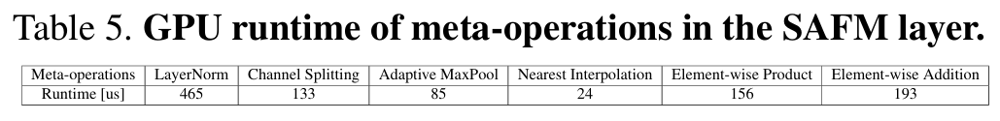 Table 5. GPU runtime of meta-operations in the SAFM layer.
Meta-operations LayerNorm Channel Splitting Adaptive MaxPool Nearest Interpolation Element-wise Product Element-wise Addition
Runtime [us] 465 133 85 24 156 193